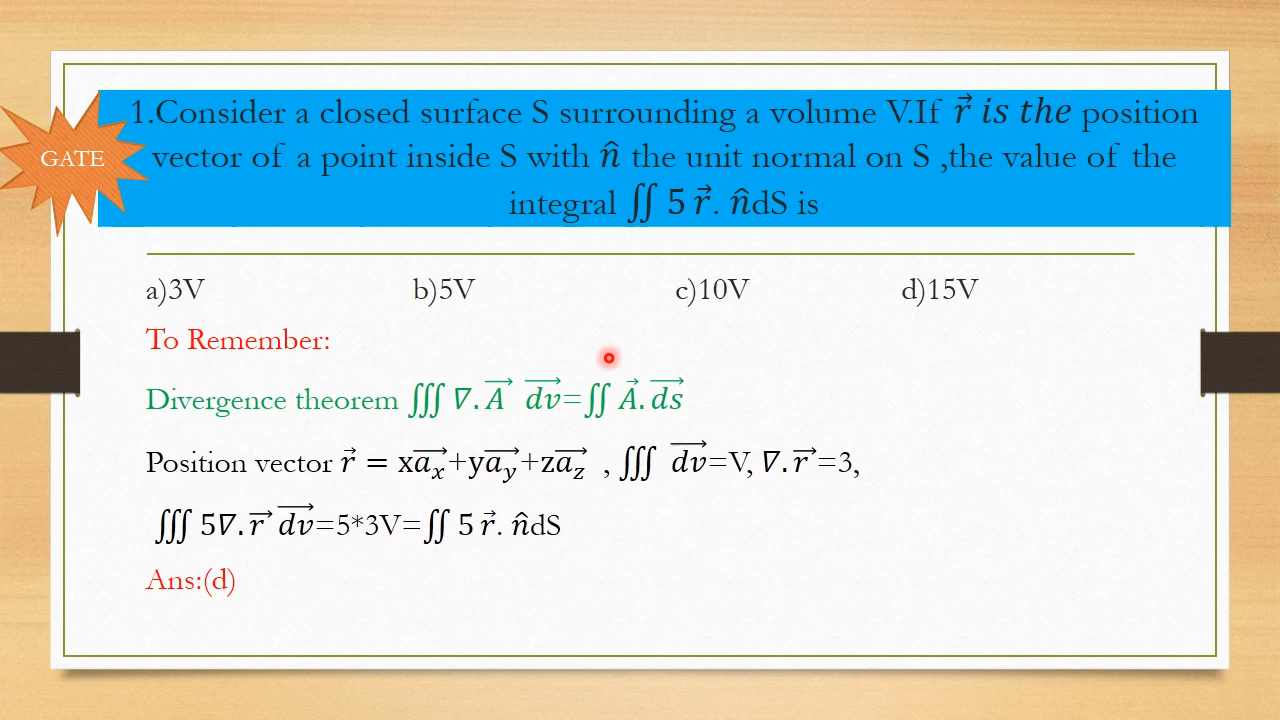 GATE
1.Consider a closed surface S surrounding a volume V.If r⃗ is the position
vector of a point inside S with n̂ the unit normal on S ,the value of the
integral ∬ 5 r⃗. n̂dS is
a)3V b)5V c)10V d)15V
To Remember:
Divergence theorem ∭ ∇.A⃗ dv⃗=∬ A⃗.ds⃗
Position vector r⃗ = xa⃗ₓ+ya⃗_y+za⃗_z , ∭ dv⃗=V, ∇.r⃗=3,
∭ 5∇.r⃗ dv⃗=5*3V=∬ 5 r⃗. n̂dS
Ans:(d)